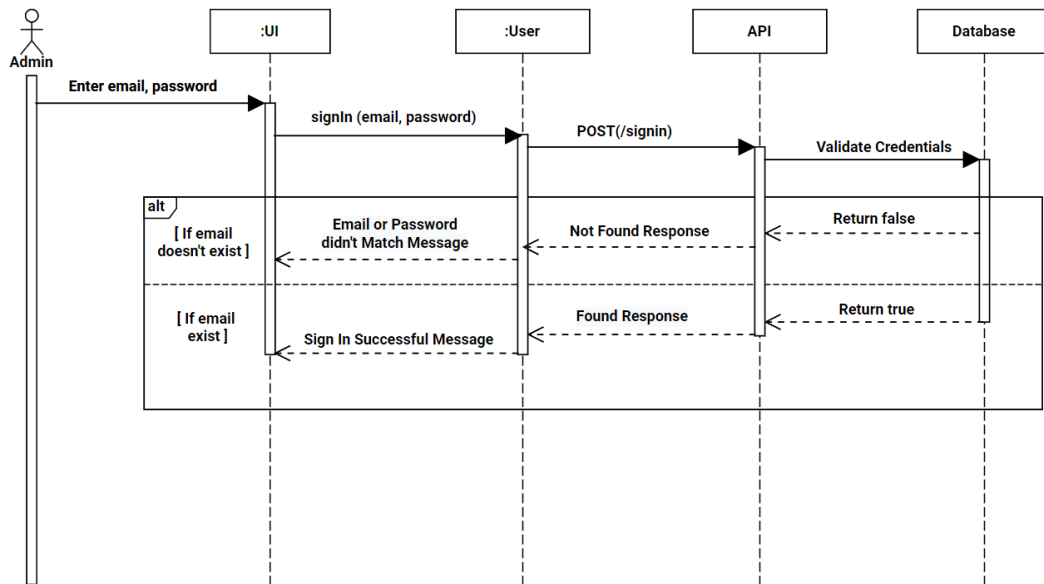 :UI
:User
API
Database
Admin
Enter email, password
signIn (email, password)
POST(/signin)
Validate Credentials
alt
[ If email
doesn't exist ]
Email or Password
didn't Match Message
Not Found Response
Return false
[ If email
exist ]
Sign In Successful Message
Found Response
Return true